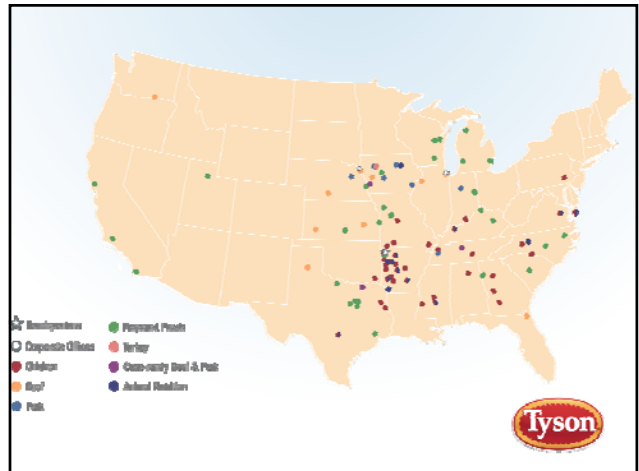 Headquarters
Corporate Offices
Chicken
Beef
Pork
Prepared Foods
Turkey
Case-ready Beef & Pork
Animal Nutrition
Tyson